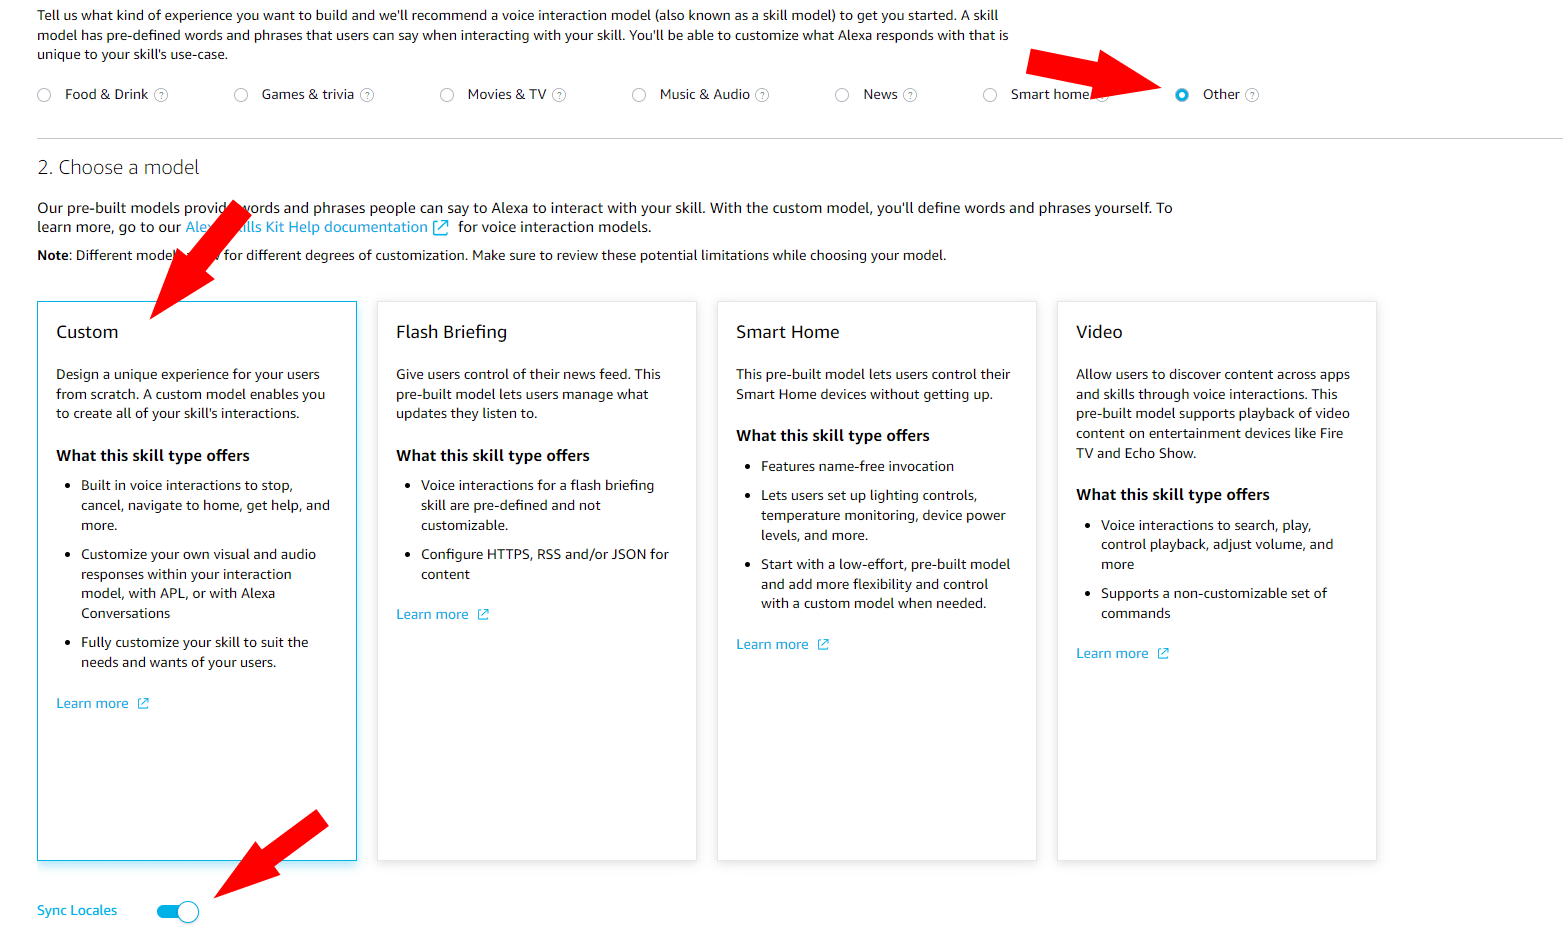 Tell us what kind of experience you want to build and we'll recommend a voice interaction model (also known as a skill model) to get you started. A skill
model has pre-defined words and phrases that users can say when interacting with your skill. You'll be able to customize what Alexa responds with that is
unique to your skill's use-case.
Food & Drink ? Games & trivia ? Movies & TV ? Music & Audio ? News ? Smart home Other ?
2. Choose a model
Our pre-built models provid words and phrases people can say to Alexa to interact with your skill. With the custom model, you'll define words and phrases yourself. To
learn more, go to our Kit Help documentation for voice interaction models.
Note: Different model for different degrees of customization. Make sure to review these potential limitations while choosing your model.
Custom
Design a unique experience for your users
from scratch. A custom model enables you
to create all of your skill's interactions.
What this skill type offers
• Built in voice interactions to stop,
cancel, navigate to home, get help, and
more.
• Customize your own visual and audio
responses within your interaction
model, with APL, or with Alexa
Conversations
• Fully customize your skill to suit the
needs and wants of your users.
Learn more
Flash Briefing
Give users control of their news feed. This
pre-built model lets users manage what
updates they listen to.
What this skill type offers
• Voice interactions for a flash briefing
skill are pre-defined and not
customizable.
• Configure HTTPS, RSS and/or JSON for
content
Learn more
Smart Home
This pre-built model lets users control their
Smart Home devices without getting up.
What this skill type offers
• Features name-free invocation
• Lets users set up lighting controls,
temperature monitoring, device power
levels, and more.
• Start with a low-effort, pre-built model
and add more flexibility and control
with a custom model when needed.
Learn more
Video
Allow users to discover content across apps
and skills through voice interactions. This
pre-built model supports playback of video
content on entertainment devices like Fire
TV and Echo Show.
What this skill type offers
• Voice interactions to search, play,
control playback, adjust volume, and
more
• Supports a non-customizable set of
commands
Learn more
Sync Locales